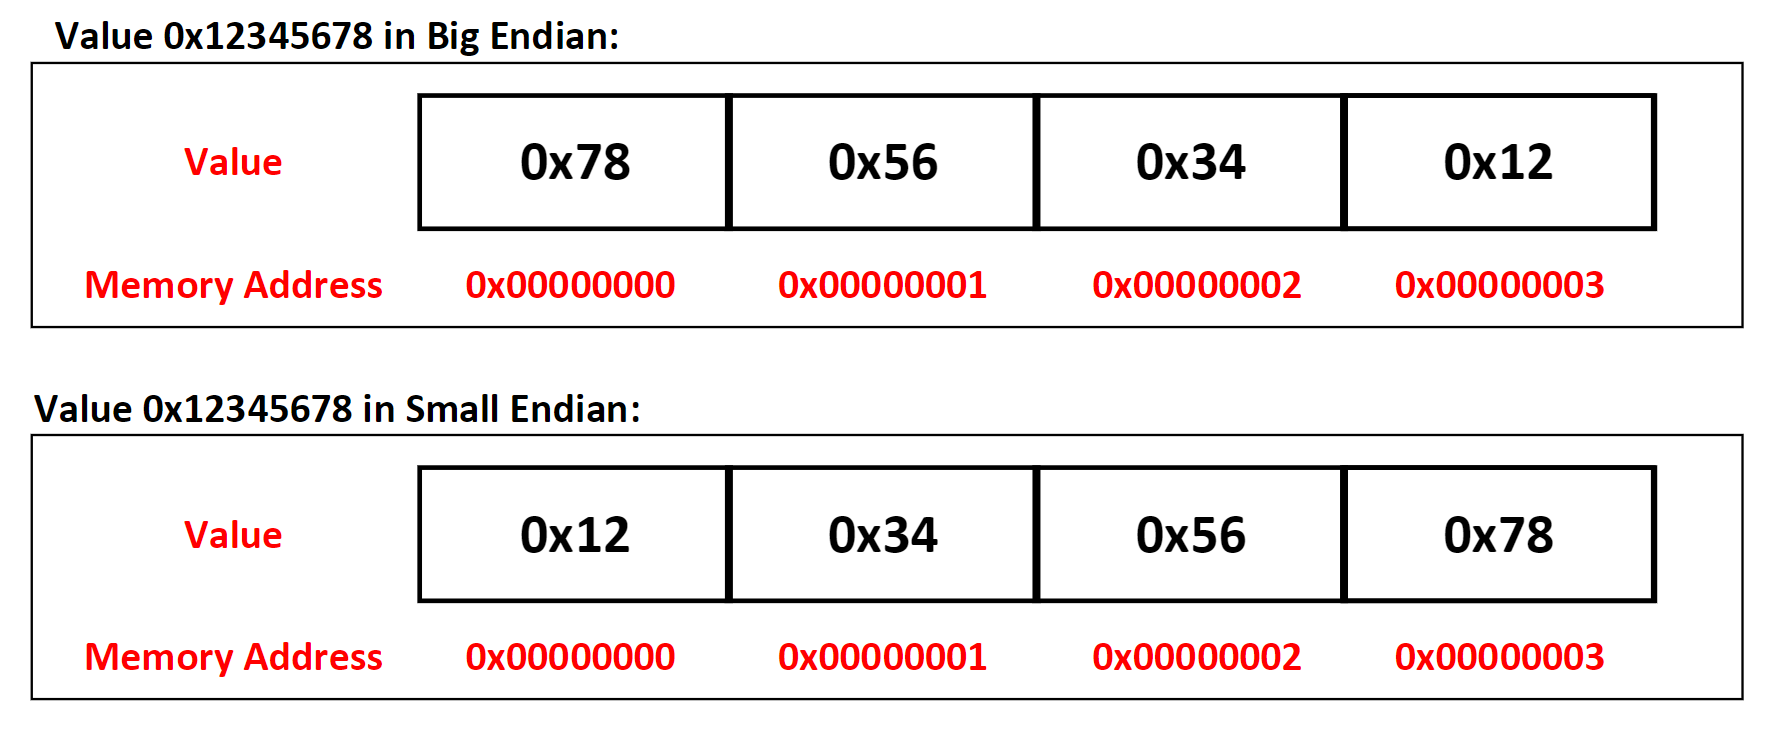 Value 0x12345678 in Big Endian:
Value 0x78 0x56 0x34 0x12
Memory Address 0x00000000 0x00000001 0x00000002 0x00000003
Value 0x12345678 in Small Endian:
Value 0x12 0x34 0x56 0x78
Memory Address 0x00000000 0x00000001 0x00000002 0x00000003